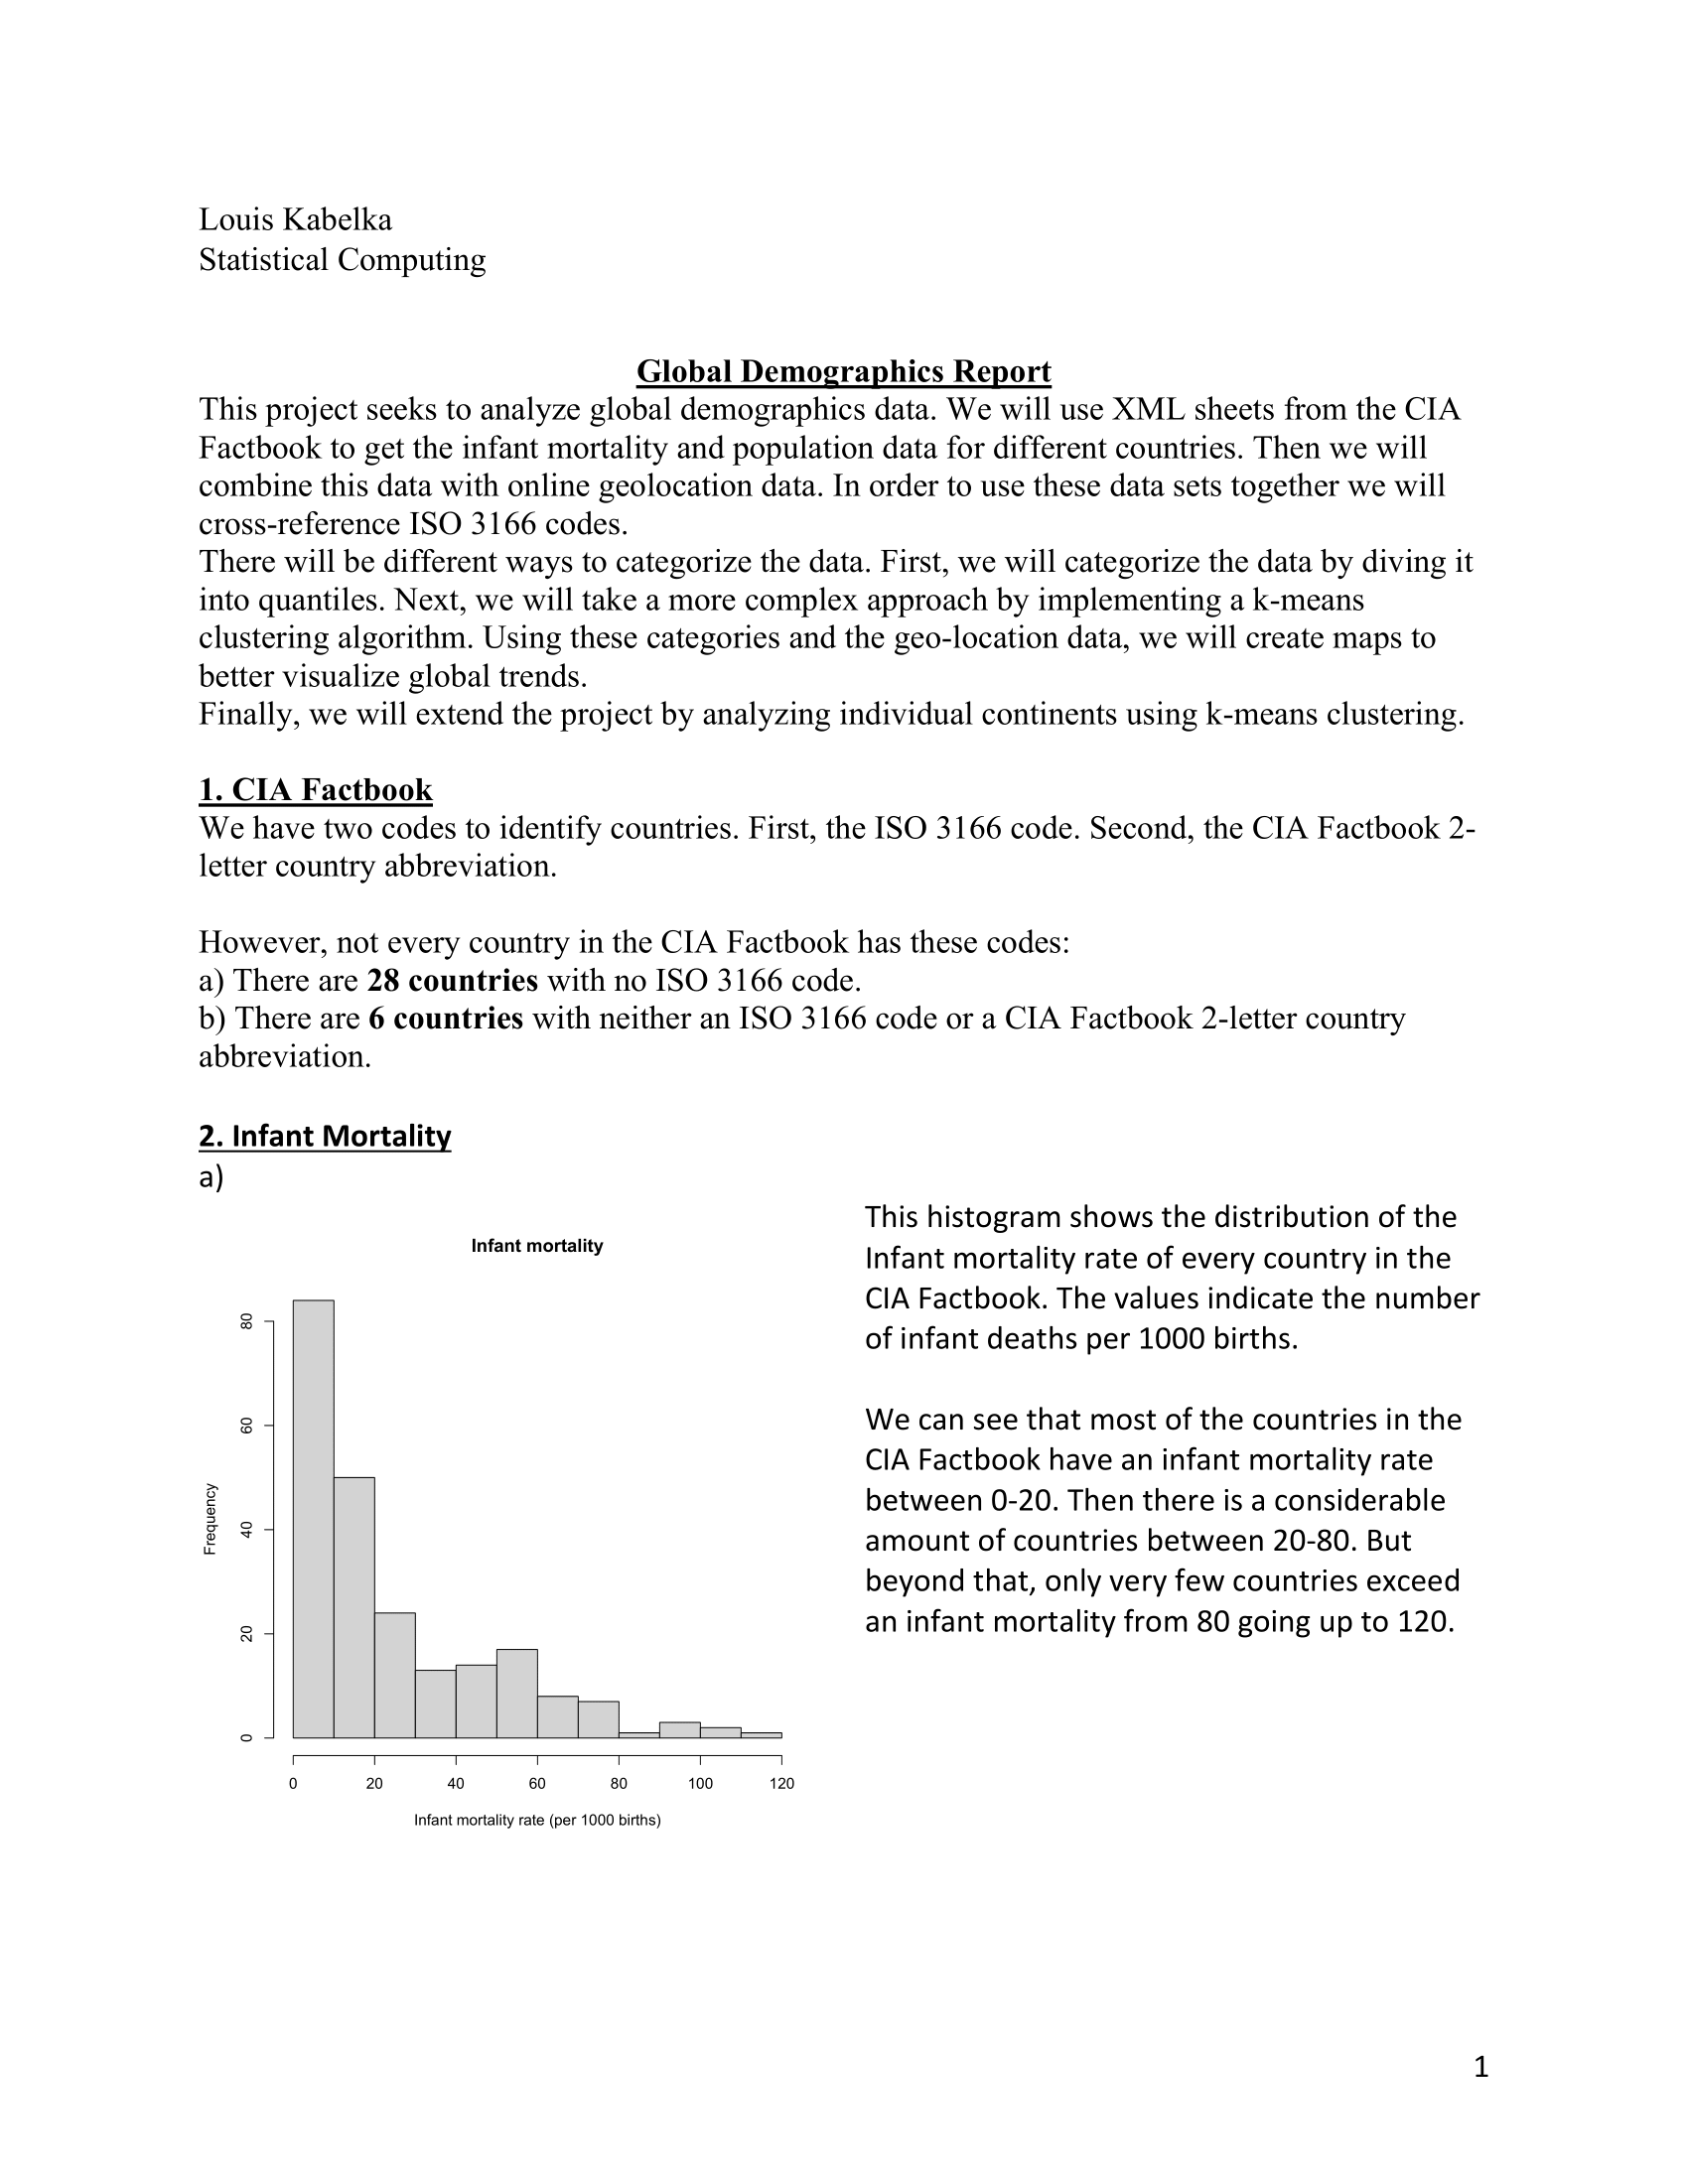 Louis Kabelka
Statistical Computing
Global Demographics Report
This project seeks to analyze global demographics data. We will use XML sheets from the CIA
Factbook to get the infant mortality and population data for different countries. Then we will
combine this data with online geolocation data. In order to use these data sets together we will
cross-reference ISO 3166 codes.
There will be different ways to categorize the data. First, we will categorize the data by diving it
into quantiles. Next, we will take a more complex approach by implementing a k-means
clustering algorithm. Using these categories and the geo-location data, we will create maps to
better visualize global trends.
Finally, we will extend the project by analyzing individual continents using k-means clustering.
1. CIA Factbook
We have two codes to identify countries. First, the ISO 3166 code. Second, the CIA Factbook 2-
letter country abbreviation.
However, not every country in the CIA Factbook has these codes:
a) There are 28 countries with no ISO 3166 code.
b) There are 6 countries with neither an ISO 3166 code or a CIA Factbook 2-letter country
abbreviation.
2. Infant Mortality
a)
Infant mortality
80
60
40
20
0
Frequency
0 20 40 60 80 100 120
Infant mortality rate (per 1000 births)
This histogram shows the distribution of the
Infant mortality rate of every country in the
CIA Factbook. The values indicate the number
of infant deaths per 1000 births.
We can see that most of the countries in the
CIA Factbook have an infant mortality rate
between 0-20. Then there is a considerable
amount of countries between 20-80. But
beyond that, only very few countries exceed
an infant mortality from 80 going up to 120.
1